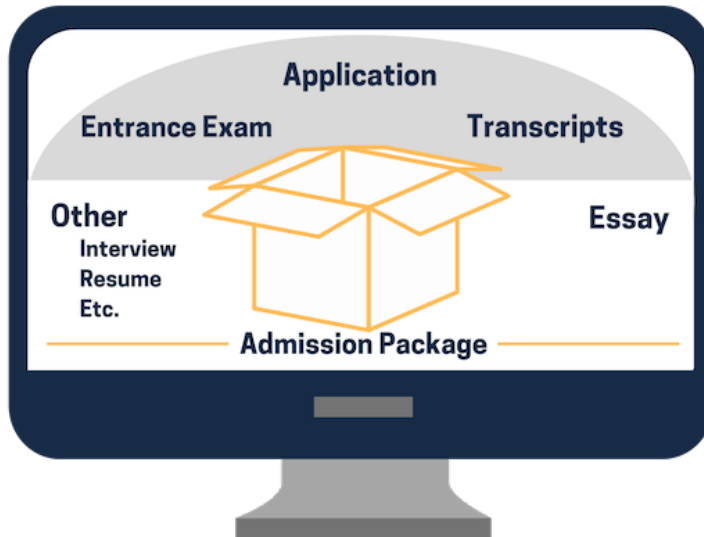 Application
Entrance Exam
Transcripts
Other
Interview
Resume
Etc.
Essay
Admission Package